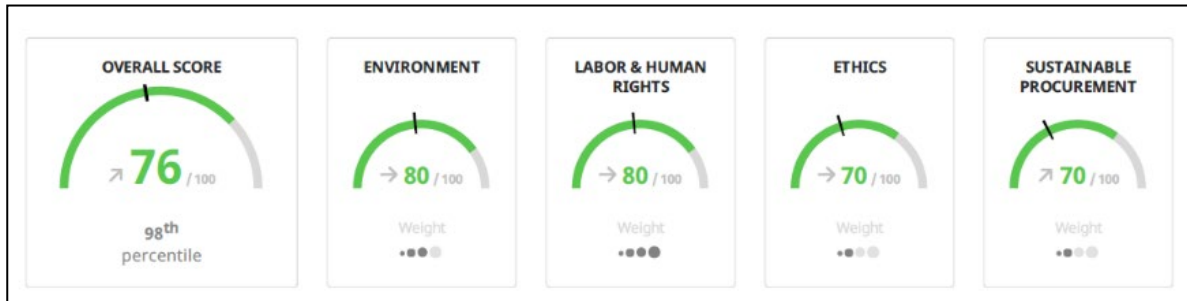 OVERALL SCORE
76 / 100
98th
percentile
ENVIRONMENT
80 / 100
Weight
LABOR & HUMAN
RIGHTS
80 / 100
Weight
ETHICS
70 / 100
Weight
SUSTAINABLE
PROCUREMENT
70 / 100
Weight